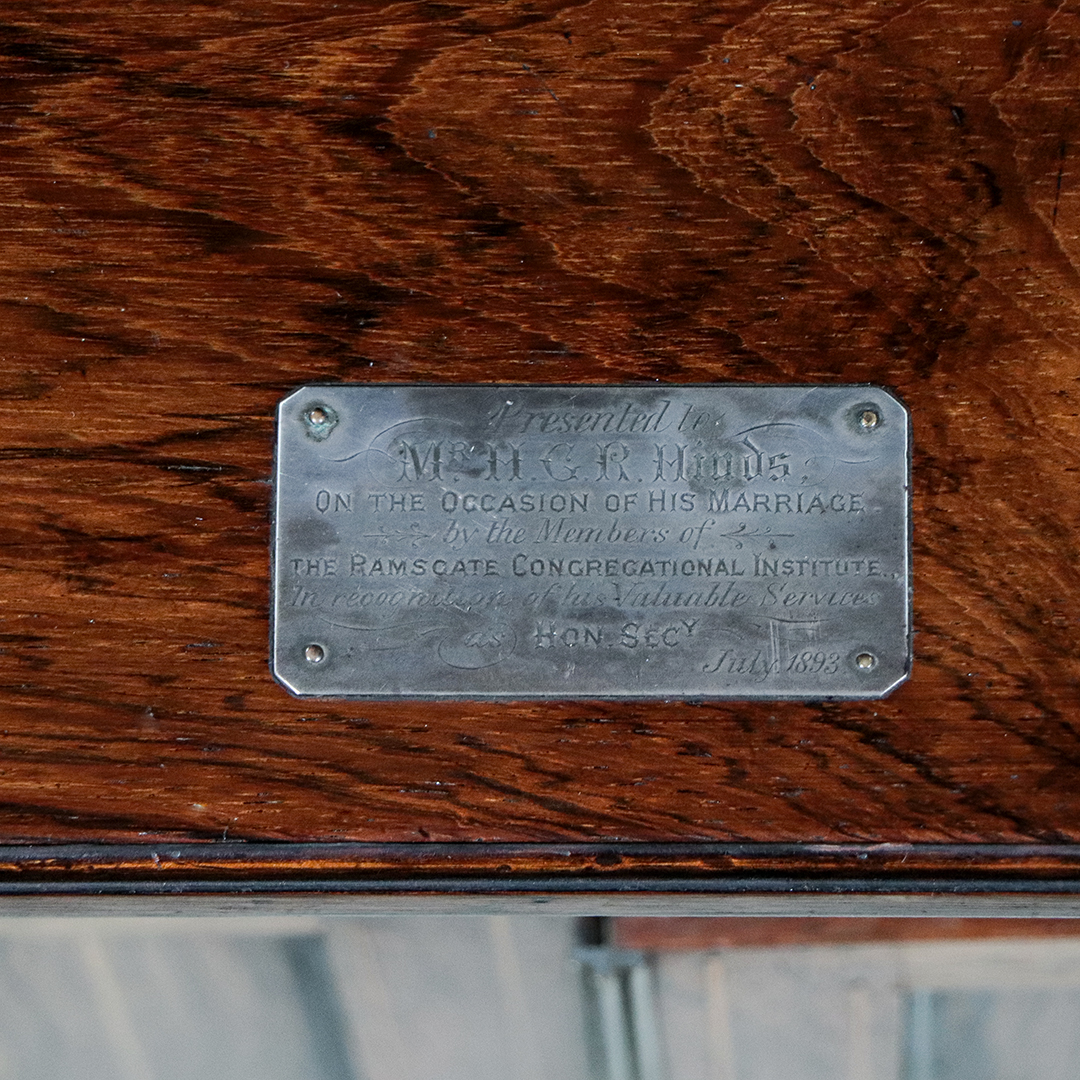 Presented to
Mr. H. G. R. Hinds,
ON THE OCCASION OF HIS MARRIAGE
by the Members of
THE RAMSGATE CONGREGATIONAL INSTITUTE.
In recognition of his Valuable Services
as HON. SECY
July 1893